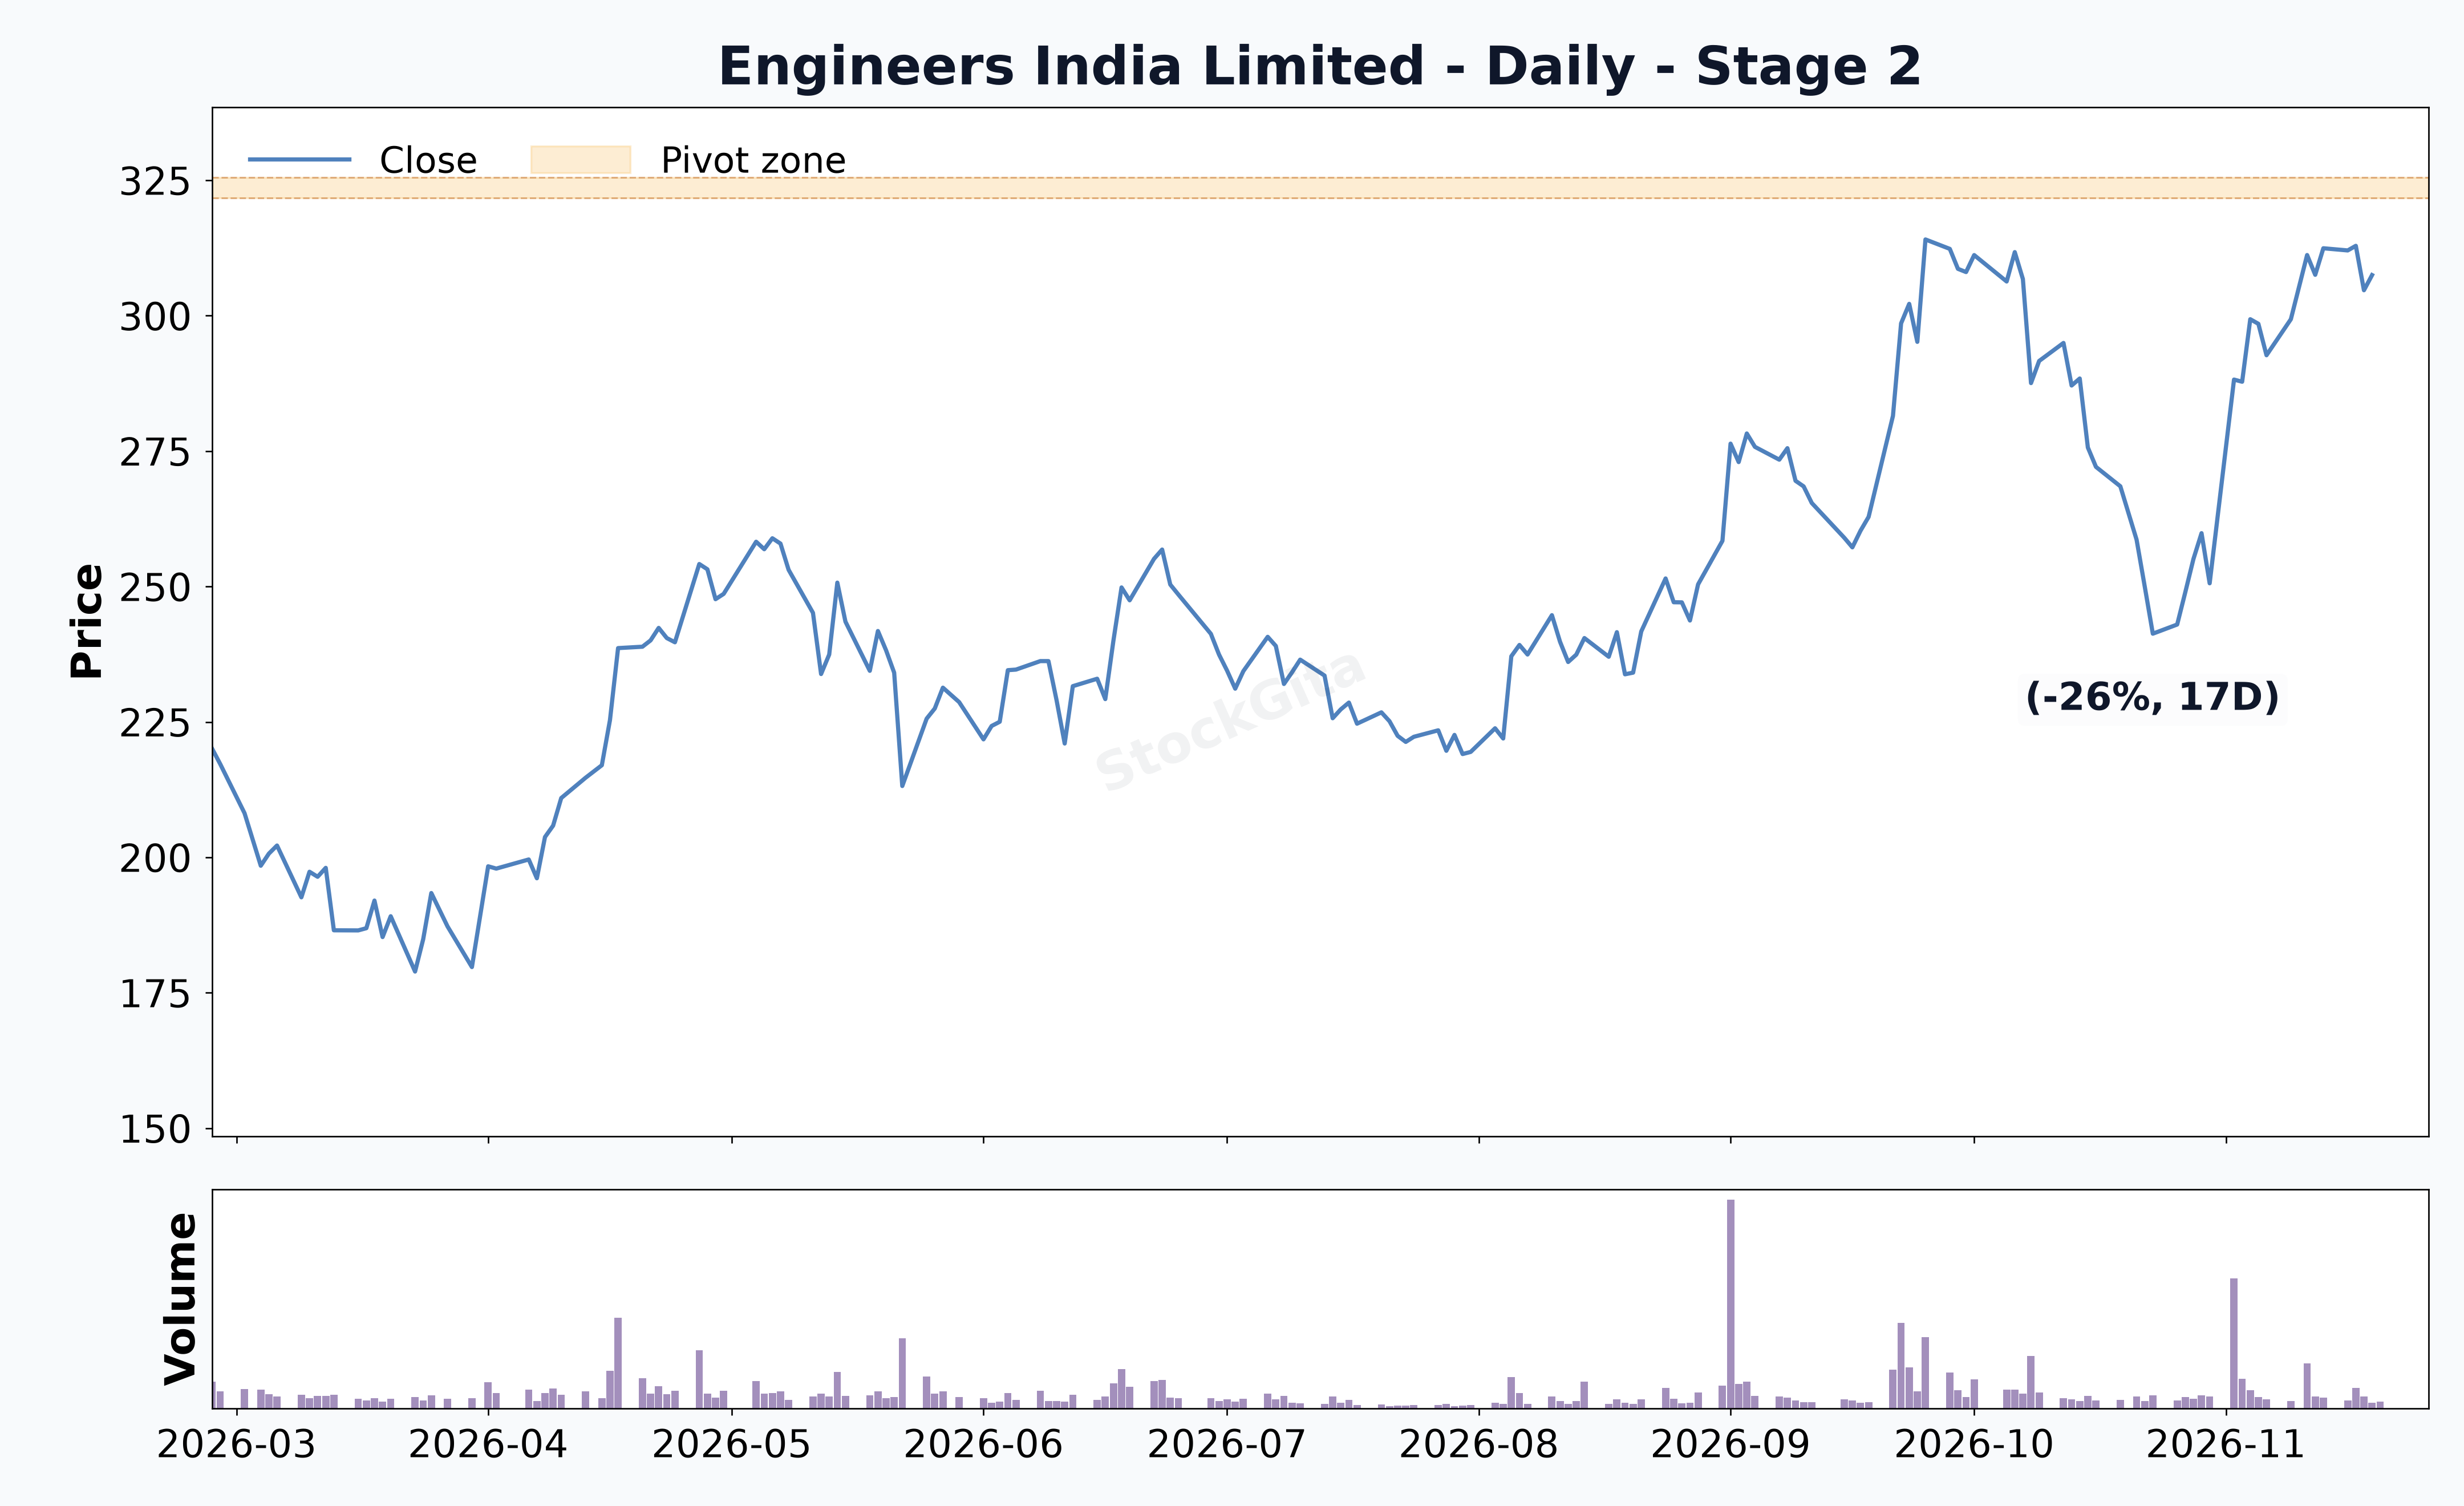 Engineers India Limited - Daily - Stage 2
Close
Pivot zone
Price
325
300
275
250
225
200
175
150
StockGita
(-26%, 17D)
Volume
2026-03
2026-04
2026-05
2026-06
2026-07
2026-08
2026-09
2026-10
2026-11